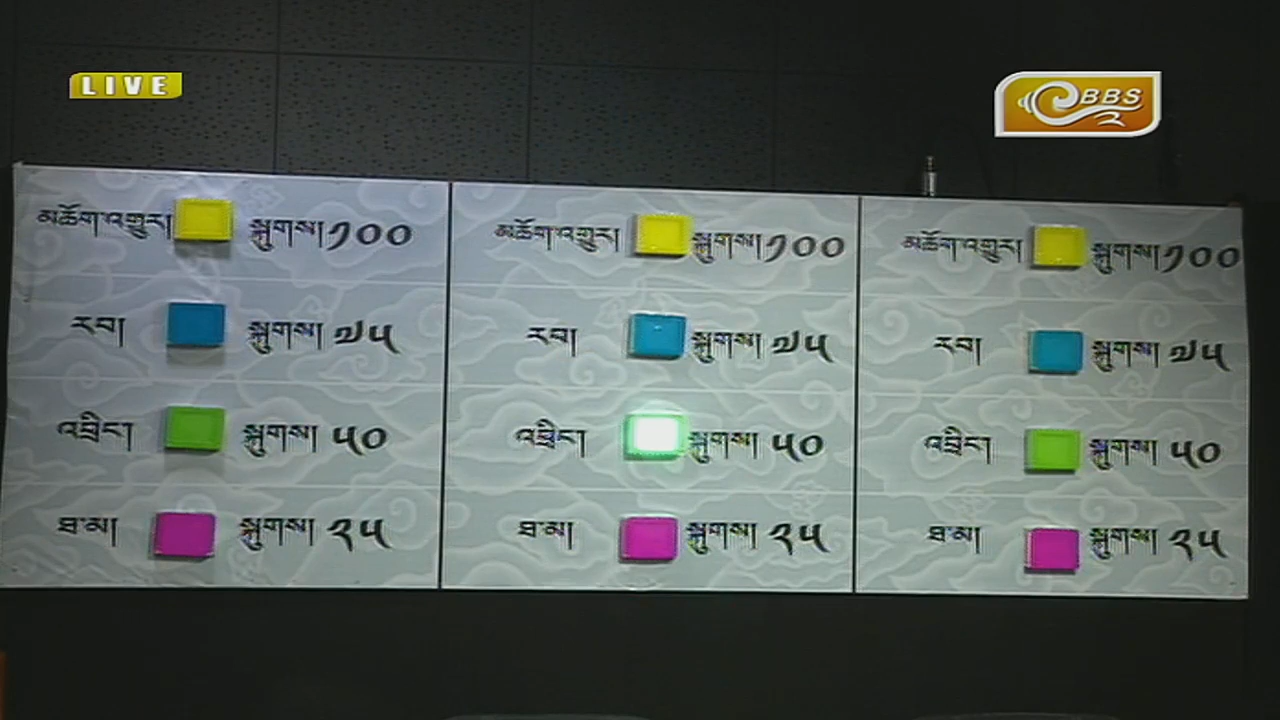 LIVE
BBS
2
མཆོག་འགྱུར། སྐུགས། ༡༠༠
རབ། སྐུགས། ༧༥
འབྲིང་། སྐུགས། ༥༠
ཐ་མ། སྐུགས། ༢༥
མཆོག་འགྱུར། སྐུགས། ༡༠༠
རབ། སྐུགས། ༧༥
འབྲིང་། སྐུགས། ༥༠
ཐ་མ། སྐུགས། ༢༥
མཆོག་འགྱུར། སྐུགས། ༡༠༠
རབ། སྐུགས། ༧༥
འབྲིང་། སྐུགས། ༥༠
ཐ་མ། སྐུགས། ༢༥